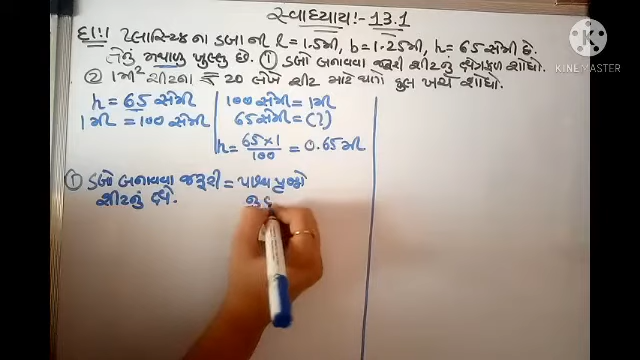 સ્વાધ્યાય:- 13.1
દા:1 પ્લાસ્ટિક ના ડબા ની l = 1.5મી, b = 1.25મી, h = 65 સેમી છે.
તેનું મથાળુ ખુલ્લુ છે. ① ડબો બનાવવા જરૂરી શીટનું ક્ષેત્રફળ શોધો.
② 1મી² શીટના ₹ 20 લેખે શીટ માટે થતો કુલ ખર્ચ શોધો.
KINEMASTER
h = 65 સેમી
1મી = 100 સેમી
100 સેમી = 1મી
65 સેમી = (?)
h = 65×1/100 = 0.65મી
① ડબો બનાવવા જરૂરી = પાર્શ્વ પૃષ્ઠો
શીટનું ક્ષે.